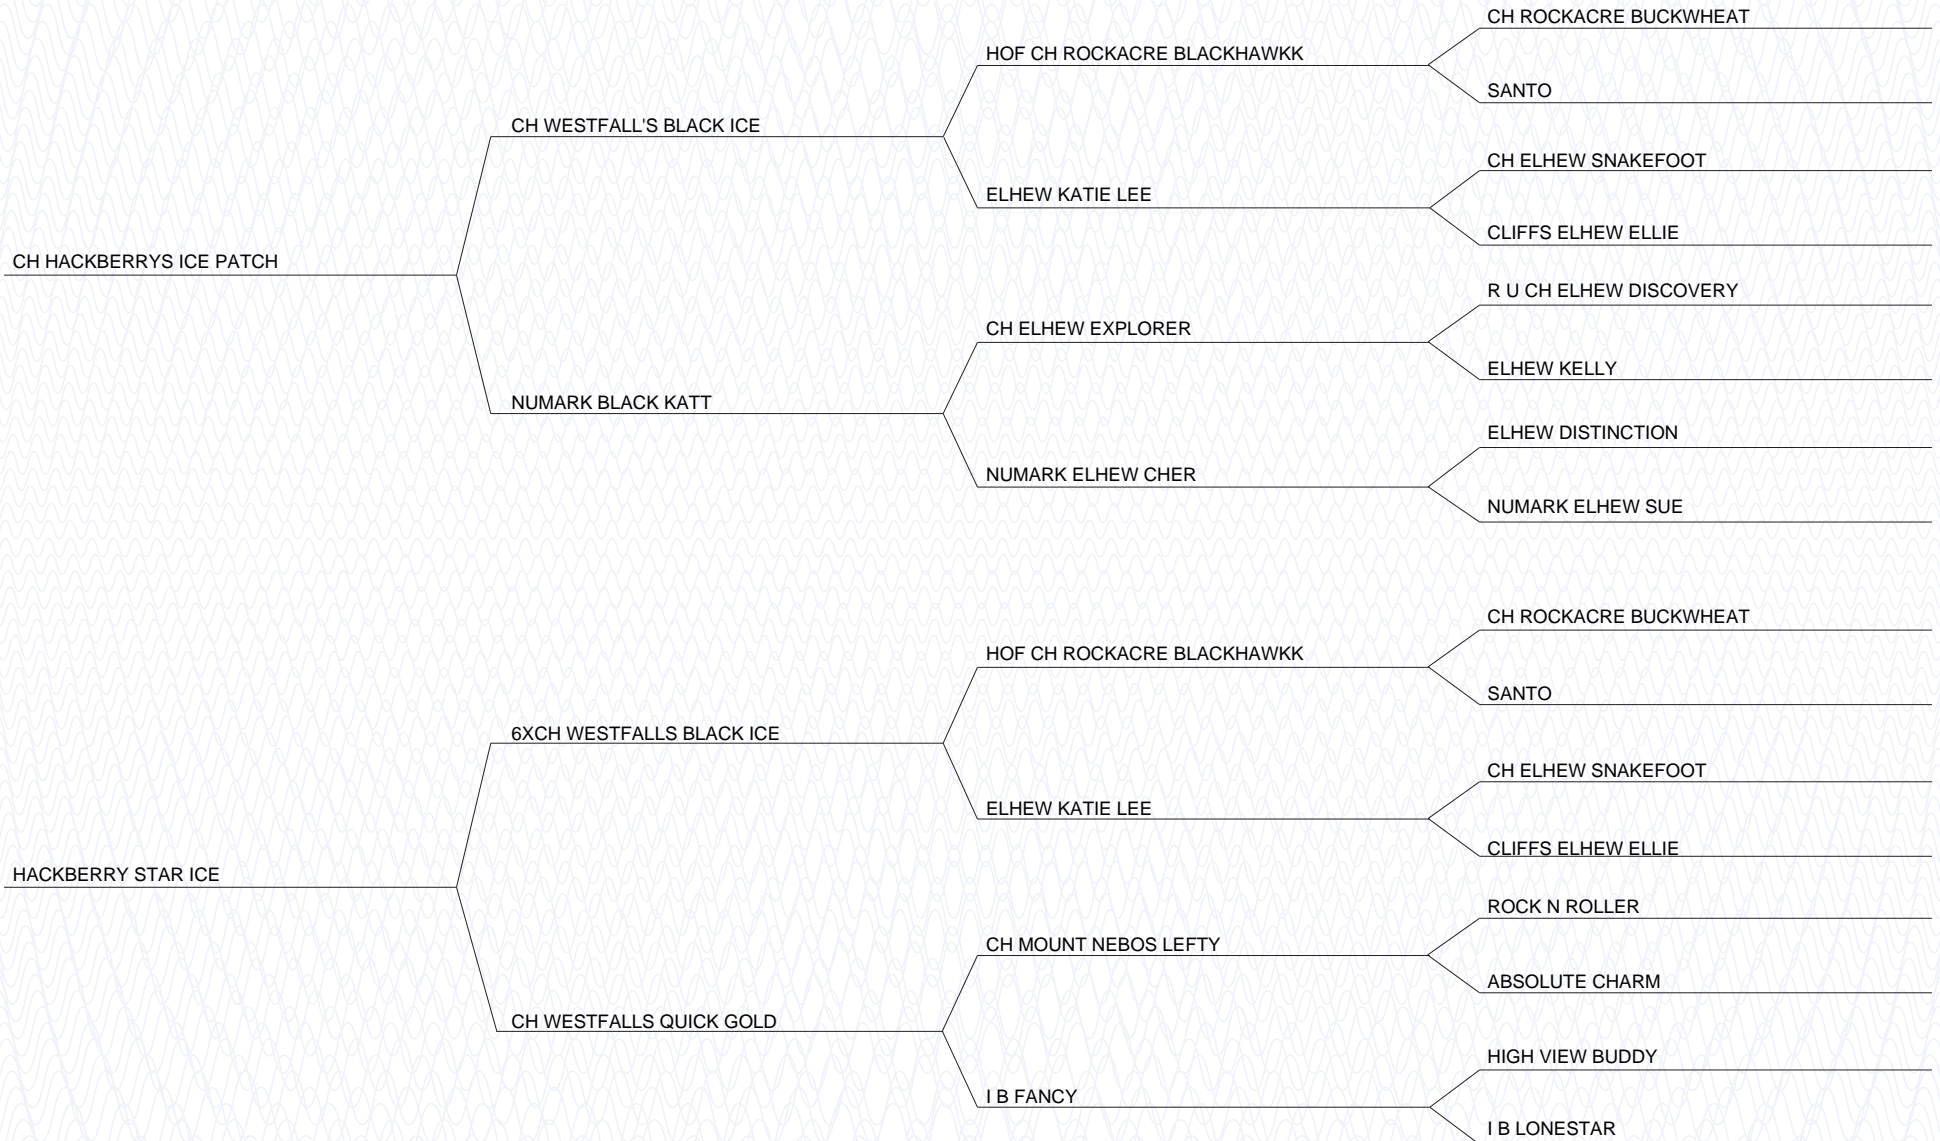 CH ROCKACRE BUCKWHEAT
HOF CH ROCKACRE BLACKHAWKK
SANTO
CH WESTFALL'S BLACK ICE
CH ELHEW SNAKEFOOT
ELHEW KATIE LEE
CLIFFS ELHEW ELLIE
CH HACKBERRYS ICE PATCH
R U CH ELHEW DISCOVERY
CH ELHEW EXPLORER
ELHEW KELLY
NUMARK BLACK KATT
ELHEW DISTINCTION
NUMARK ELHEW CHER
NUMARK ELHEW SUE
CH ROCKACRE BUCKWHEAT
HOF CH ROCKACRE BLACKHAWKK
SANTO
6XCH WESTFALLS BLACK ICE
CH ELHEW SNAKEFOOT
ELHEW KATIE LEE
CLIFFS ELHEW ELLIE
HACKBERRY STAR ICE
ROCK N ROLLER
CH MOUNT NEBOS LEFTY
ABSOLUTE CHARM
CH WESTFALLS QUICK GOLD
HIGH VIEW BUDDY
I B FANCY
I B LONESTAR